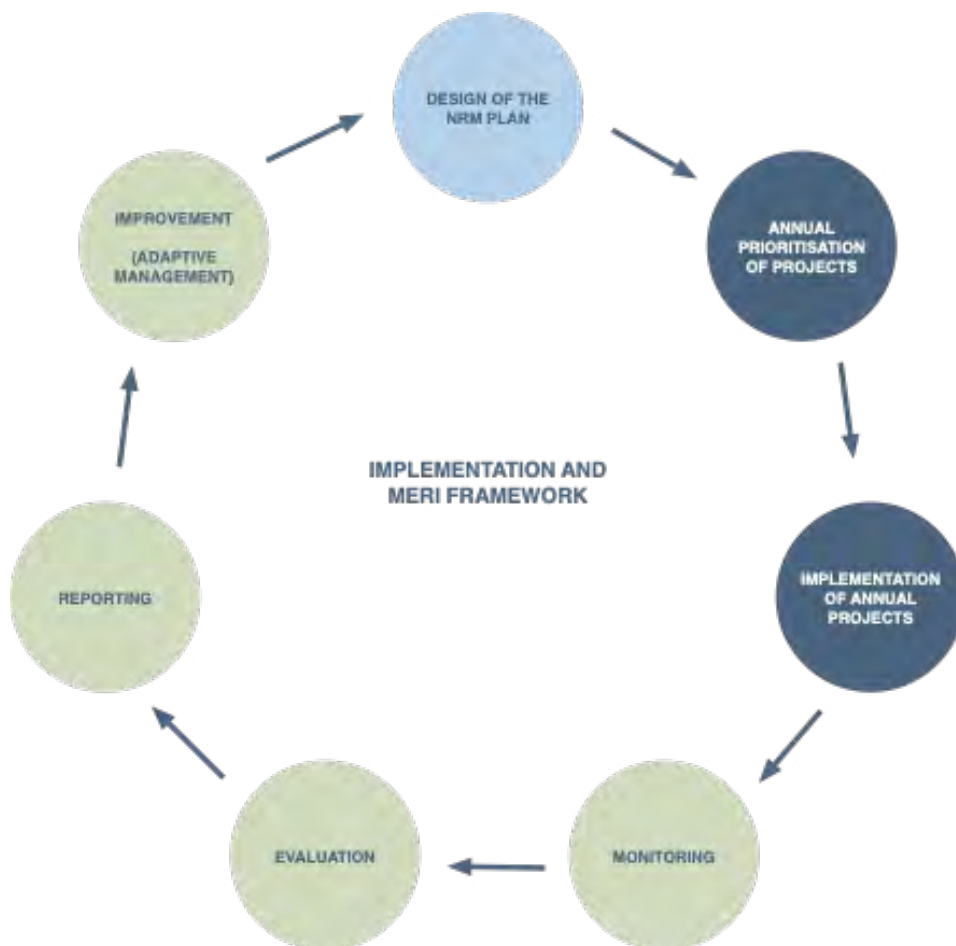 DESIGN OF THE
NRM PLAN
ANNUAL
PRIORITISATION
OF PROJECTS
IMPLEMENTATION
OF ANNUAL
PROJECTS
MONITORING
EVALUATION
REPORTING
IMPROVEMENT
(ADAPTIVE
MANAGEMENT)
IMPLEMENTATION AND
MERI FRAMEWORK